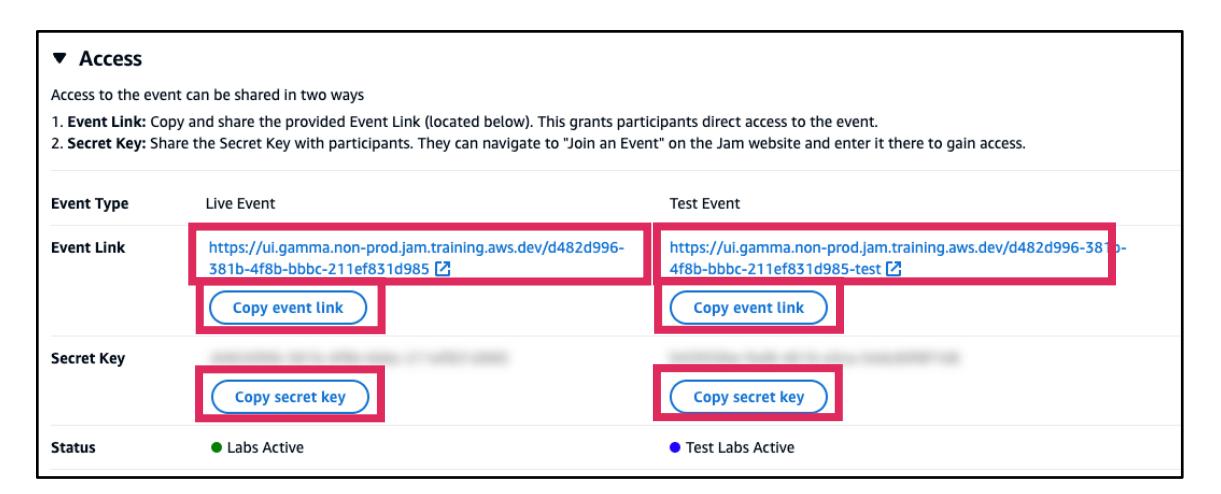 Access
Access to the event can be shared in two ways
1. Event Link: Copy and share the provided Event Link (located below). This grants participants direct access to the event.
2. Secret Key: Share the Secret Key with participants. They can navigate to "Join an Event" on the Jam website and enter it there to gain access.
Event Type Live Event Test Event
Event Link
https://ui.gamma.non-prod.jam.training.aws.dev/d482d996-
381b-4f8b-bbbc-211ef831d985
Copy event link
https://ui.gamma.non-prod.jam.training.aws.dev/d482d996-381b-
4f8b-bbbc-211ef831d985-test
Copy event link
Secret Key
Copy secret key
Copy secret key
Status Labs Active Test Labs Active